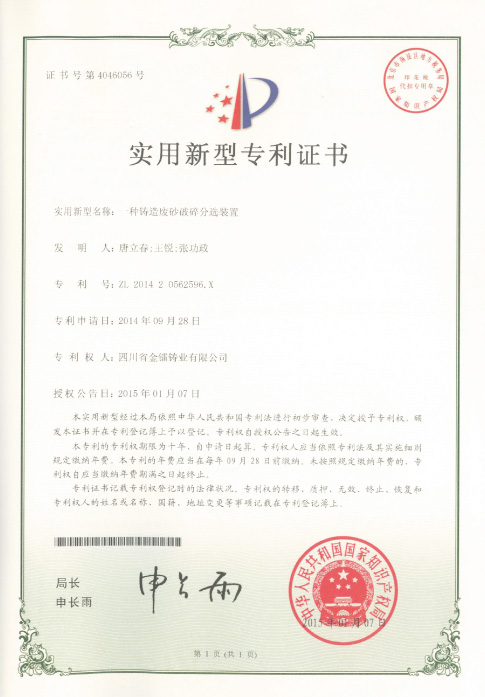 证书号第4046056号
实用新型专利证书
实用新型名称：一种铸造废砂破碎分选装置
发 明 人：唐立春;王锐;张功政
专 利 号：ZL 2014 2 0562596.X
专利申请日：2014年09月28日
专 利 权 人：四川省金镭铸业有限公司
授权公告日：2015年01月07日
本实用新型经过本局依照中华人民共和国专利法进行初步审查，决定授予专利权，颁
发本证书并在专利登记簿上予以登记。专利权自授权公告之日起生效。
本专利的专利权期限为十年，自申请日起算。专利权人应当依照专利法及其实施细则
规定缴纳年费。本专利的年费应当在每年09月28日前缴纳。未按照规定缴纳年费的，专
利权自应当缴纳年费期满之日起终止。
专利证书记载专利权登记时的法律状况。专利权的转移、质押、无效、终止、恢复和
专利权人的姓名或名称、国籍、地址变更等事项记载在专利登记簿上。
局长
申长雨
申长雨
中华人民共和国国家知识产权局
2015年01月07日
第 1 页 (共 1 页)